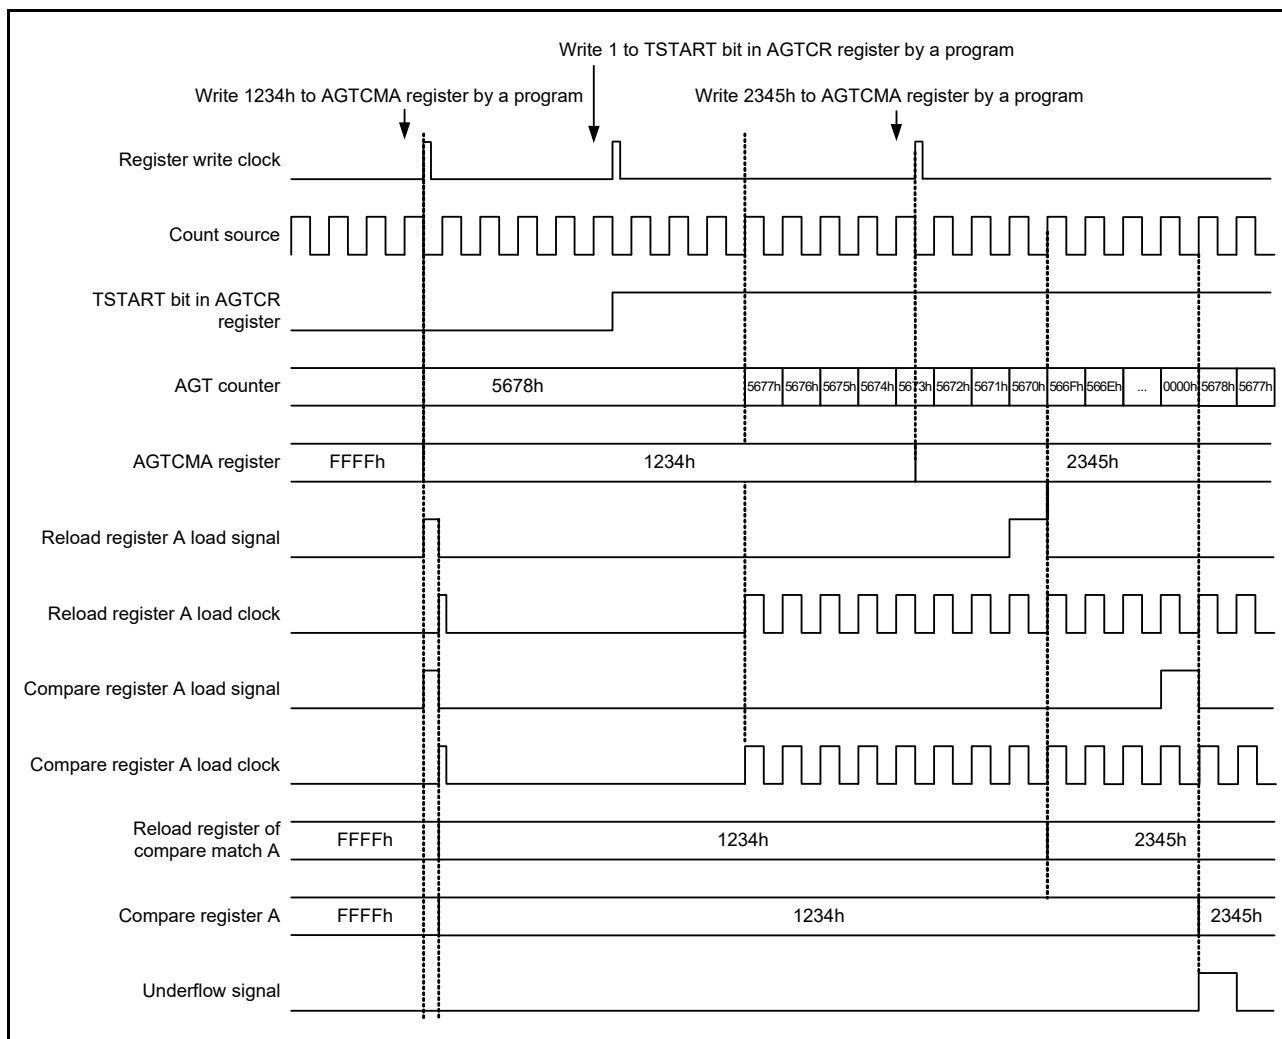 Write 1 to TSTART bit in AGTCR register by a program
Write 1234h to AGTCMA register by a program
Write 2345h to AGTCMA register by a program
Register write clock
Count source
TSTART bit in AGTCR
register
AGT counter
5678h
5677h 5676h 5675h 5674h 5673h 5672h 5671h 5670h 566Fh 566Eh ... 0000h 5678h 5677h
AGTCMA register
FFFFh
1234h
2345h
Reload register A load signal
Reload register A load clock
Compare register A load signal
Compare register A load clock
Reload register of
compare match A
FFFFh
1234h
2345h
Compare register A
FFFFh
1234h
2345h
Underflow signal